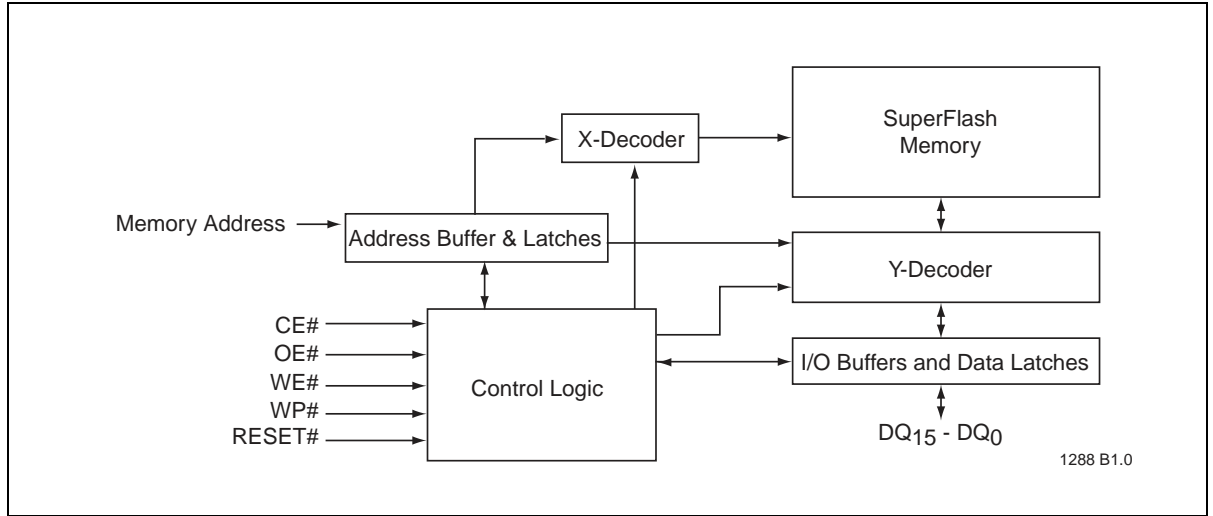 SuperFlash
Memory
X-Decoder
Memory Address
Address Buffer & Latches
Y-Decoder
CE#
OE#
WE#
WP#
RESET#
Control Logic
I/O Buffers and Data Latches
DQ15 - DQ0
1288 B1.0